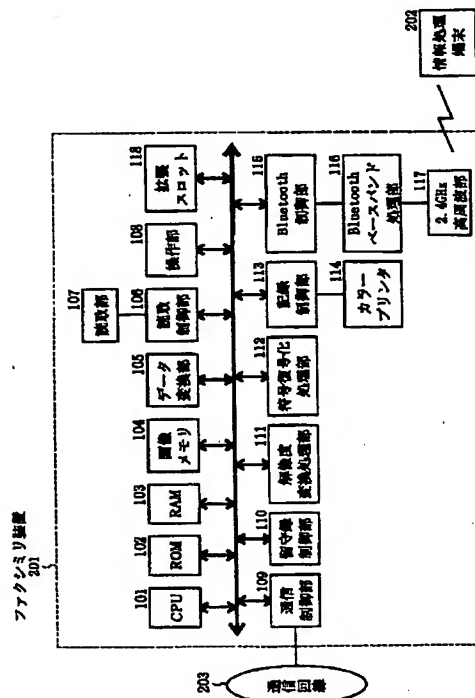 ファクシミリ装置
201
101
CPU
102
ROM
103
RAM
104
画像
メモリ
105
データ
変換部
107
読取部
106
読取
制御部
108
操作部
118
拡張
スロット
109
通信
制御部
110
留守録
制御部
111
解像度
変換処理部
112
符号復号化
処理部
113
記録
制御部
114
カラー
プリンタ
115
Bluetooth
制御部
116
Bluetooth
ベースバンド
処理部
117
2.4GHz
高周波部
202
情報処理
端末
203
通信回線